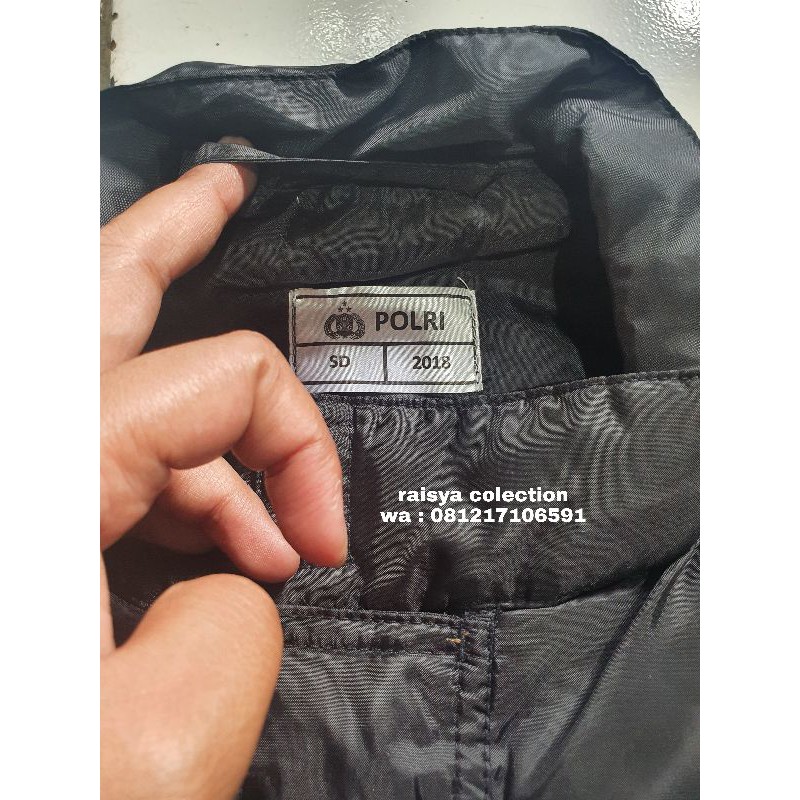 POLRI
SD 2018
raisya colection
wa : 081217106591